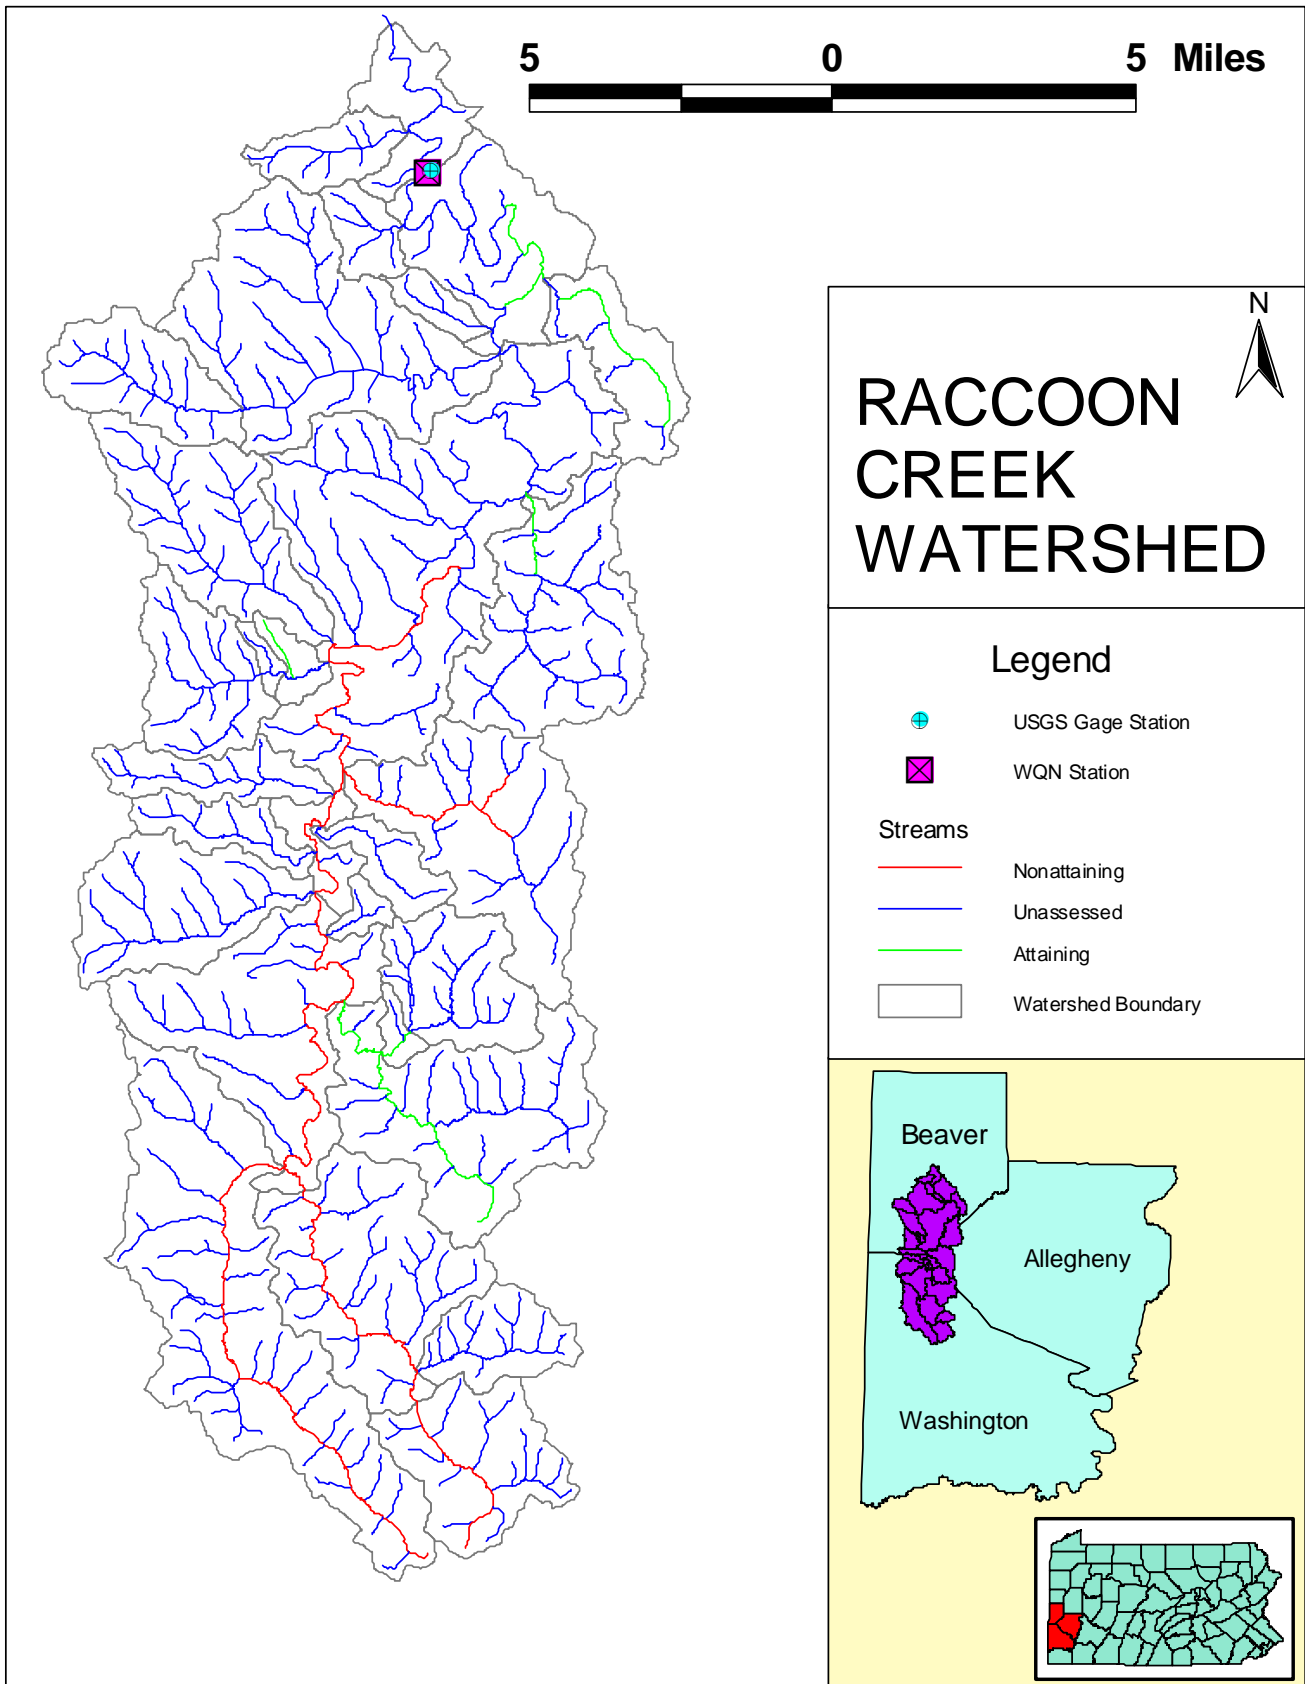 5 0 5 Miles
N
RACCOON
CREEK
WATERSHED
Legend
USGS Gage Station
WQN Station
Streams
Nonattaining
Unassessed
Attaining
Watershed Boundary
Beaver
Allegheny
Washington